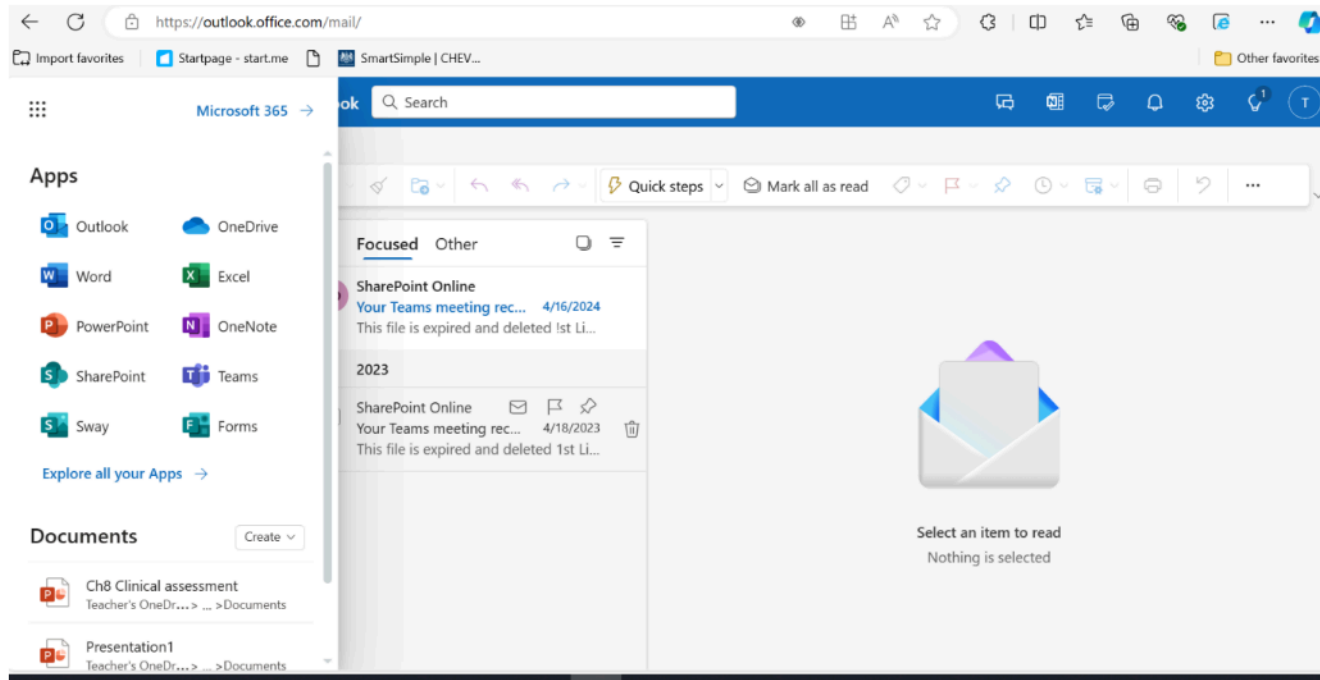 https://outlook.office.com/mail/
Import favorites
Startpage - start.me
SmartSimple | CHEV...
Other favorites
Microsoft 365
ok
Search
1
T
Apps
Outlook
OneDrive
Word
Excel
PowerPoint
OneNote
SharePoint
Teams
Sway
Forms
Explore all your Apps
Documents
Create
Ch8 Clinical assessment
Teacher's OneDr...> ... >Documents
Presentation1
Teacher's OneDr...> ... >Documents
Quick steps
Mark all as read
Focused
Other
SharePoint Online
Your Teams meeting rec... 4/16/2024
This file is expired and deleted !st Li...
2023
SharePoint Online
Your Teams meeting rec... 4/18/2023
This file is expired and deleted 1st Li...
Select an item to read
Nothing is selected